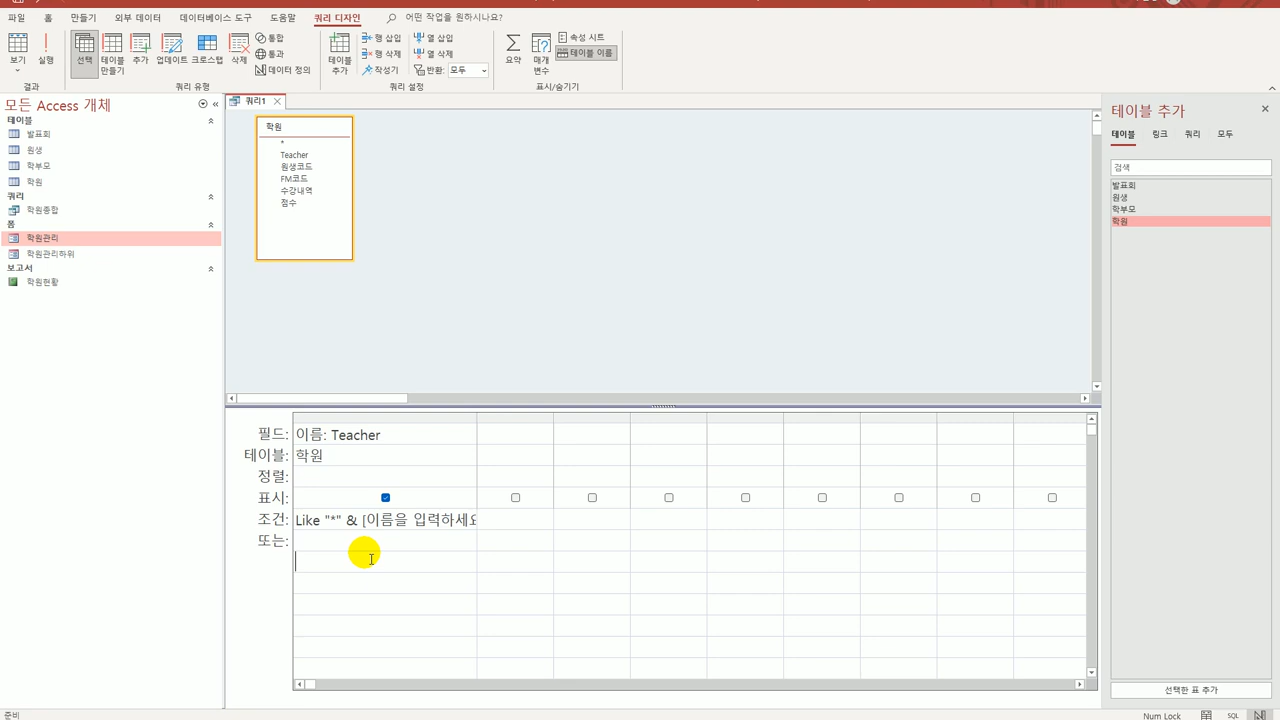 파일 홈 만들기 외부 데이터 데이터베이스 도구 도움말 쿼리 디자인 어떤 작업을 원하시나요?
보기 실행 선택 테이블 만들기 추가 업데이트 크로스탭 삭제 통합 통과 데이터 정의 테이블 추가 행 삽입 행 삭제 작성기 열 삽입 열 삭제 반환: 모두 요약 매개 변수 속성 시트 테이블 이름
결과 쿼리 유형 쿼리 설정 표시/숨기기
모든 Access 개체
테이블
발표회
원생
학부모
학원
쿼리
학원종합
폼
학원관리
학원관리하위
보고서
학원현황
쿼리1
학원
*
Teacher
원생코드
FM코드
수강내역
점수
필드: 이름: Teacher
테이블: 학원
정렬:
표시:
조건: Like "*" & [이름을 입력하세요
또는:
테이블 추가
테이블 링크 쿼리 모두
검색
발표회
원생
학부모
학원
선택한 표 추가
준비
Num Lock
SQL